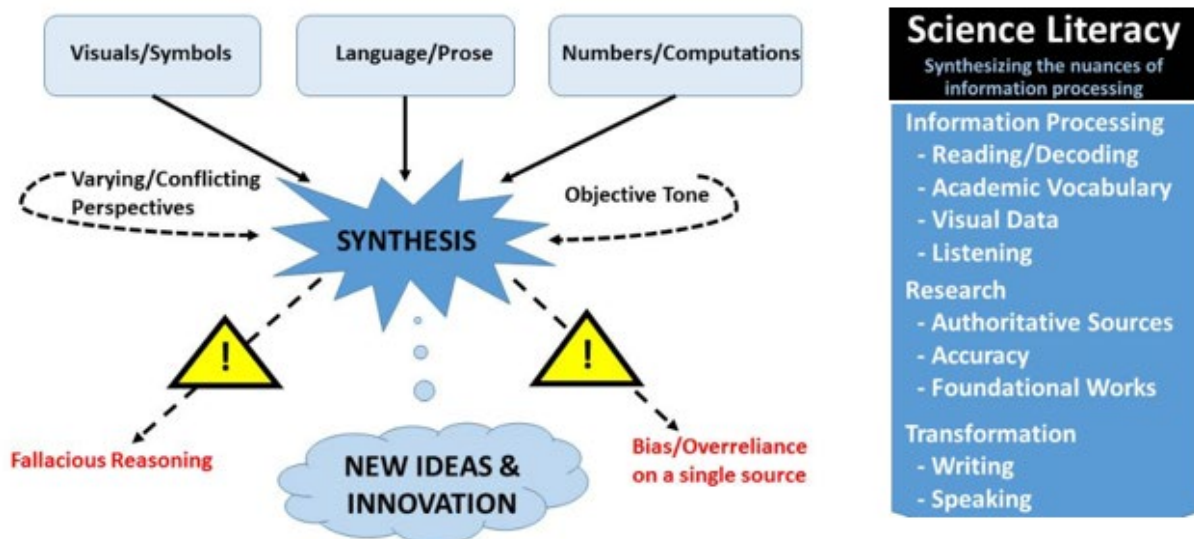 Visuals/Symbols
Language/Prose
Numbers/Computations
Varying/Conflicting
Perspectives
Objective Tone
SYNTHESIS
!
!
Fallacious Reasoning
NEW IDEAS &
INNOVATION
Bias/Overreliance
on a single source
Science Literacy
Synthesizing the nuances of
information processing
Information Processing
- Reading/Decoding
- Academic Vocabulary
- Visual Data
- Listening
Research
- Authoritative Sources
- Accuracy
- Foundational Works
Transformation
- Writing
- Speaking